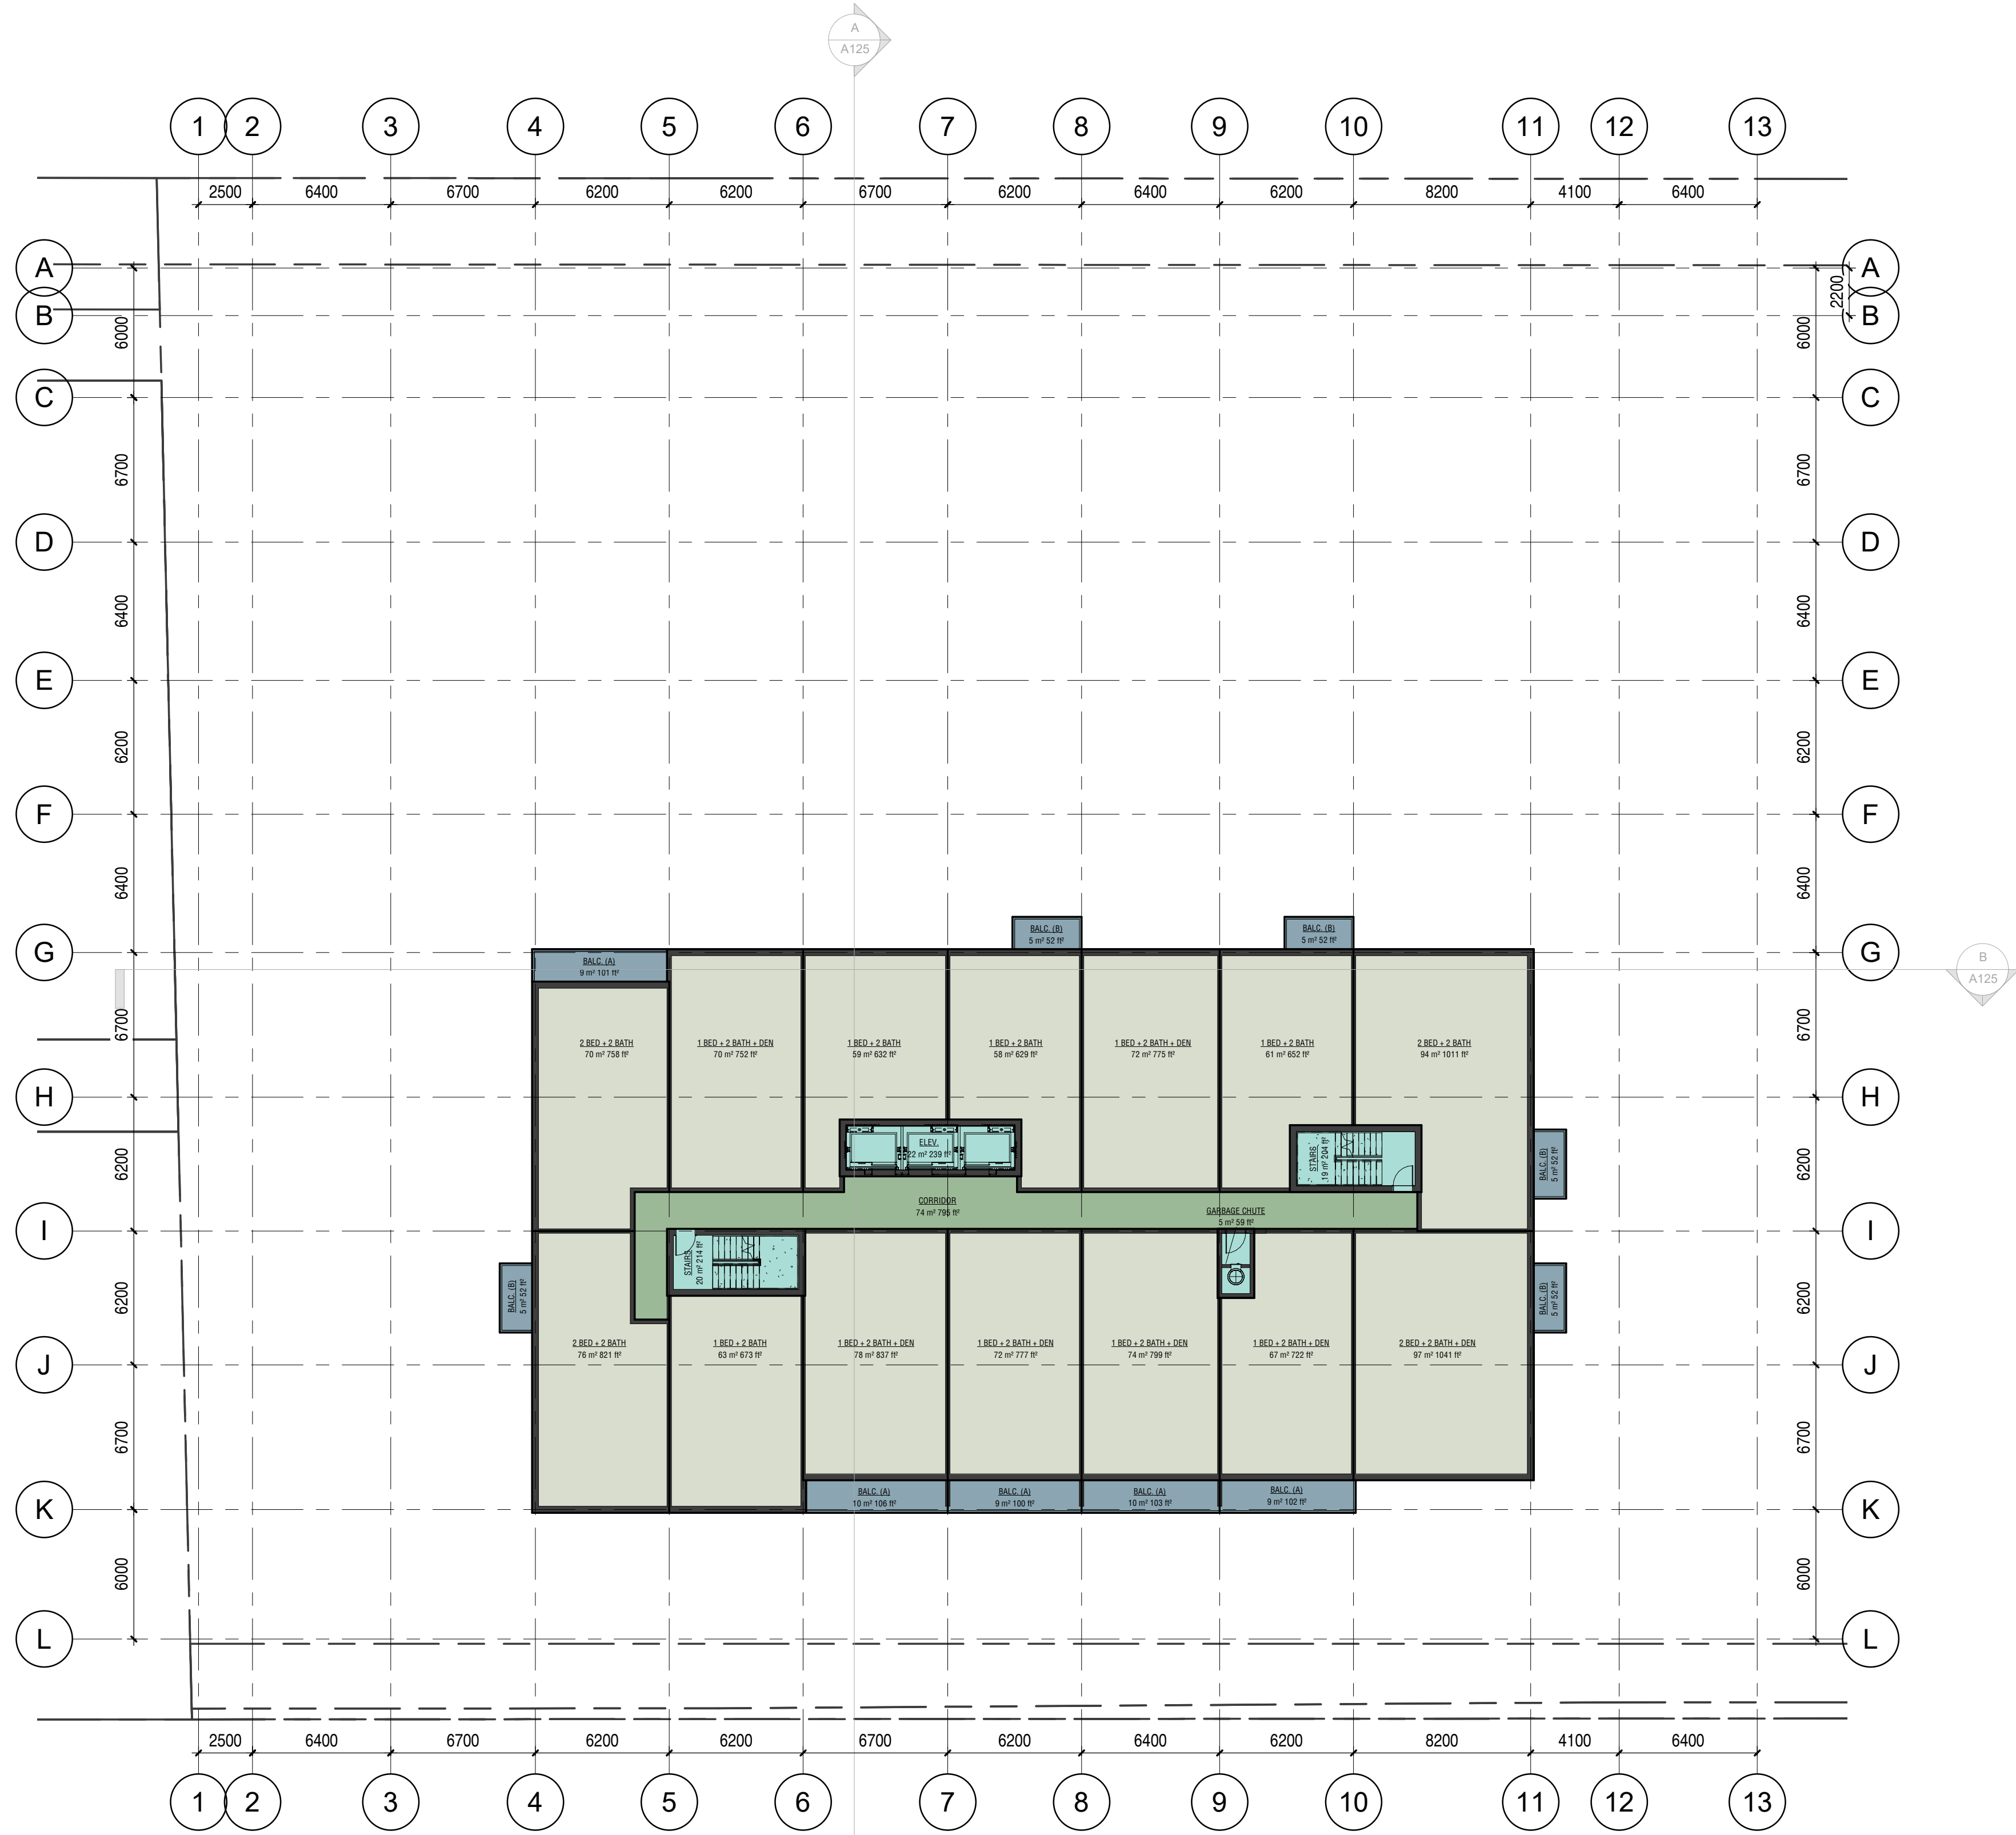 A
A125
1 2 3 4 5 6 7 8 9 10 11 12 13
2500 6400 6700 6200 6200 6700 6200 6400 6200 8200 4100 6400
A A
2200
B B
6000 6000
C C
6700 6700
D D
6400 6400
E E
6200 6200
F F
6400 6400
BALC. (B)
5 m² 52 ft²
BALC. (B)
5 m² 52 ft²
G G
BALC. (A)
9 m² 101 ft²
B
A125
6700 6700
2 BED + 2 BATH
70 m² 758 ft²
1 BED + 2 BATH + DEN
70 m² 752 ft²
1 BED + 2 BATH
59 m² 632 ft²
1 BED + 2 BATH
58 m² 629 ft²
1 BED + 2 BATH + DEN
72 m² 775 ft²
1 BED + 2 BATH
61 m² 652 ft²
2 BED + 2 BATH
94 m² 1011 ft²
H H
ELEV.
22 m² 239 ft²
STAIRS
19 m² 204 ft²
BALC. (B)
5 m² 52 ft²
6200 6200
CORRIDOR
74 m² 795 ft²
GARBAGE CHUTE
5 m² 59 ft²
I I
STAIRS
20 m² 214 ft²
BALC. (B)
5 m² 52 ft²
BALC. (B)
5 m² 52 ft²
6200 6200
2 BED + 2 BATH
76 m² 821 ft²
1 BED + 2 BATH
63 m² 673 ft²
1 BED + 2 BATH + DEN
78 m² 837 ft²
1 BED + 2 BATH + DEN
72 m² 777 ft²
1 BED + 2 BATH + DEN
74 m² 799 ft²
1 BED + 2 BATH + DEN
67 m² 722 ft²
2 BED + 2 BATH + DEN
97 m² 1041 ft²
J J
6700 6700
BALC. (A)
10 m² 106 ft²
BALC. (A)
9 m² 100 ft²
BALC. (A)
10 m² 103 ft²
BALC. (A)
9 m² 102 ft²
K K
6000 6000
L L
2500 6400 6700 6200 6200 6700 6200 6400 6200 8200 4100 6400
1 2 3 4 5 6 7 8 9 10 11 12 13